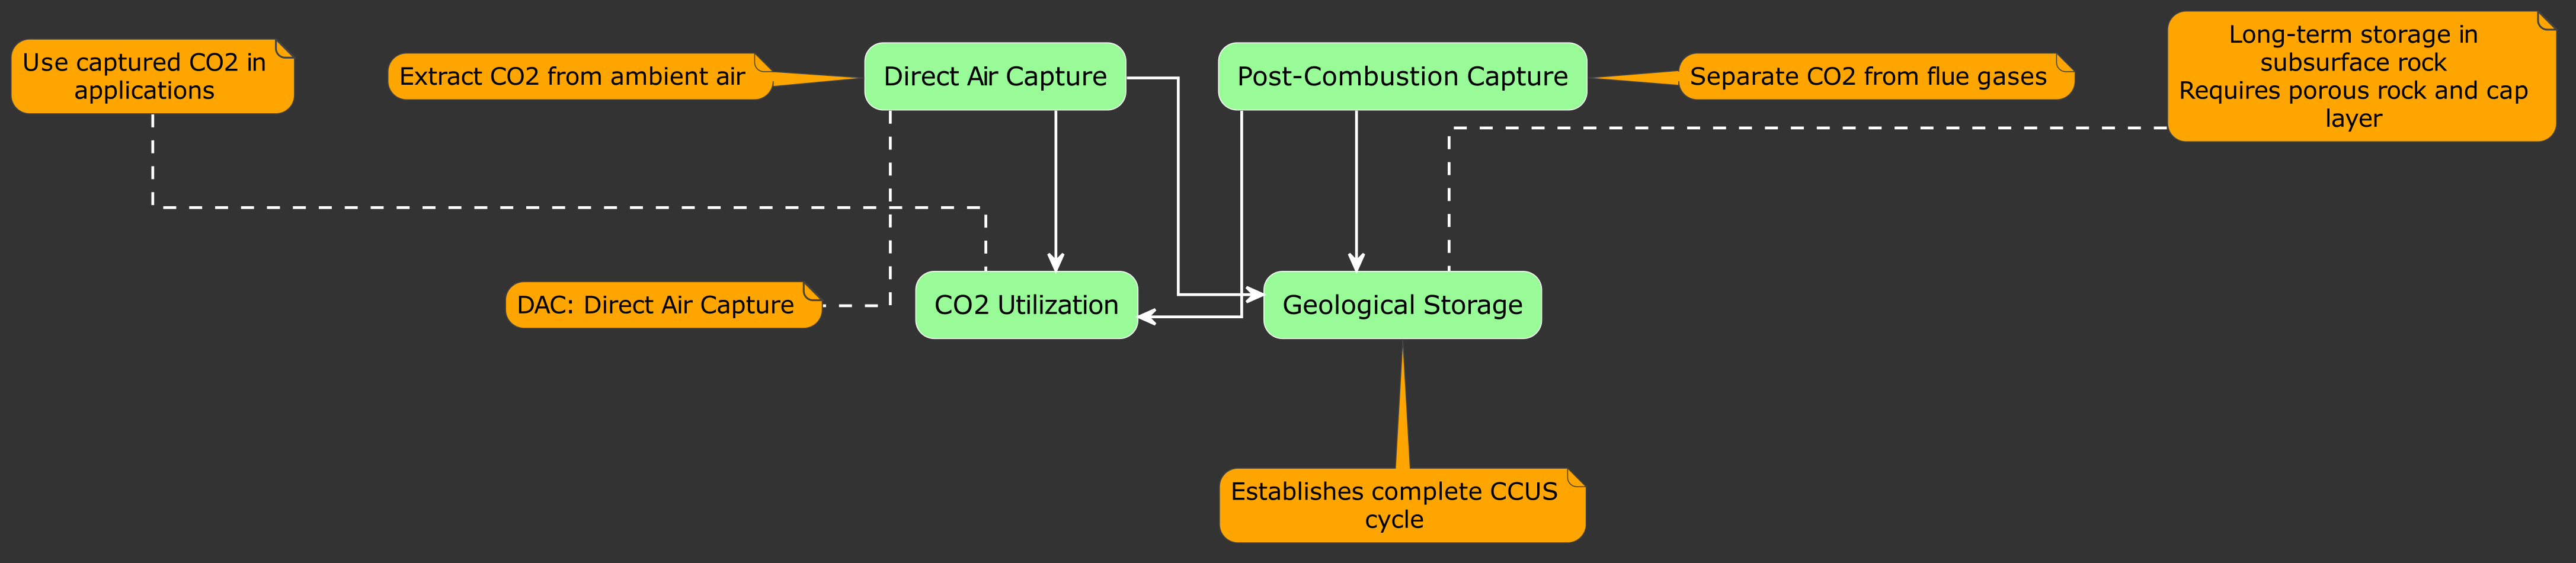 Use captured CO2 in
applications
Extract CO2 from ambient air
Direct Air Capture
Post-Combustion Capture
Separate CO2 from flue gases
Long-term storage in
subsurface rock
Requires porous rock and cap
layer
DAC: Direct Air Capture
CO2 Utilization
Geological Storage
Establishes complete CCUS
cycle